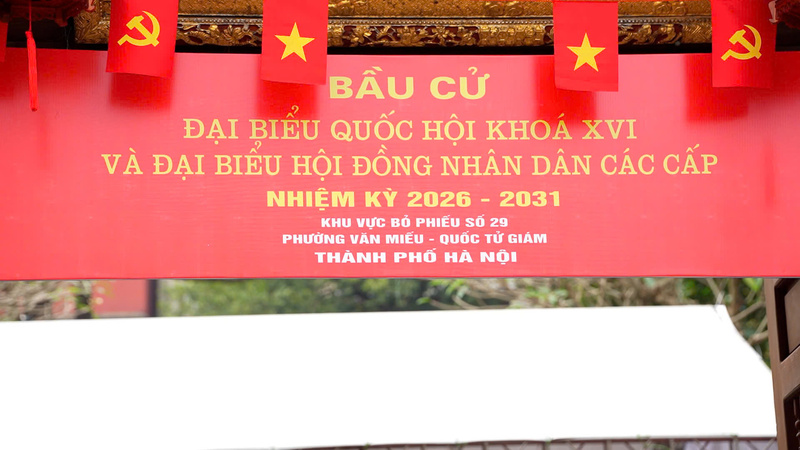 BẦU CỬ
ĐẠI BIỂU QUỐC HỘI KHOÁ XVI
VÀ ĐẠI BIỂU HỘI ĐỒNG NHÂN DÂN CÁC CẤP
NHIỆM KỲ 2026 - 2031
KHU VỰC BỎ PHIẾU SỐ 29
PHƯỜNG VĂN MIẾU - QUỐC TỬ GIÁM
THÀNH PHỐ HÀ NỘI